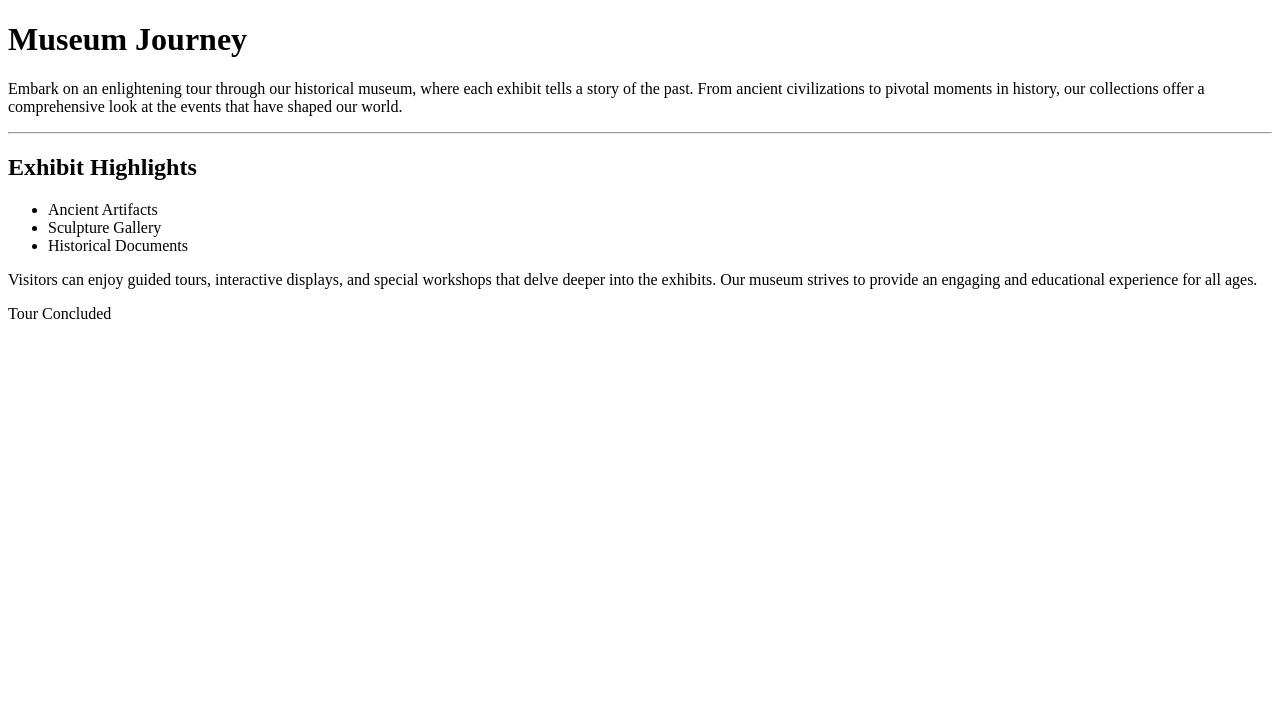 Museum Journey
Embark on an enlightening tour through our historical museum, where each exhibit tells a story of the past. From ancient civilizations to pivotal moments in history, our collections offer a
comprehensive look at the events that have shaped our world.
Exhibit Highlights
Ancient Artifacts
Sculpture Gallery
Historical Documents
Visitors can enjoy guided tours, interactive displays, and special workshops that delve deeper into the exhibits. Our museum strives to provide an engaging and educational experience for all ages.
Tour Concluded